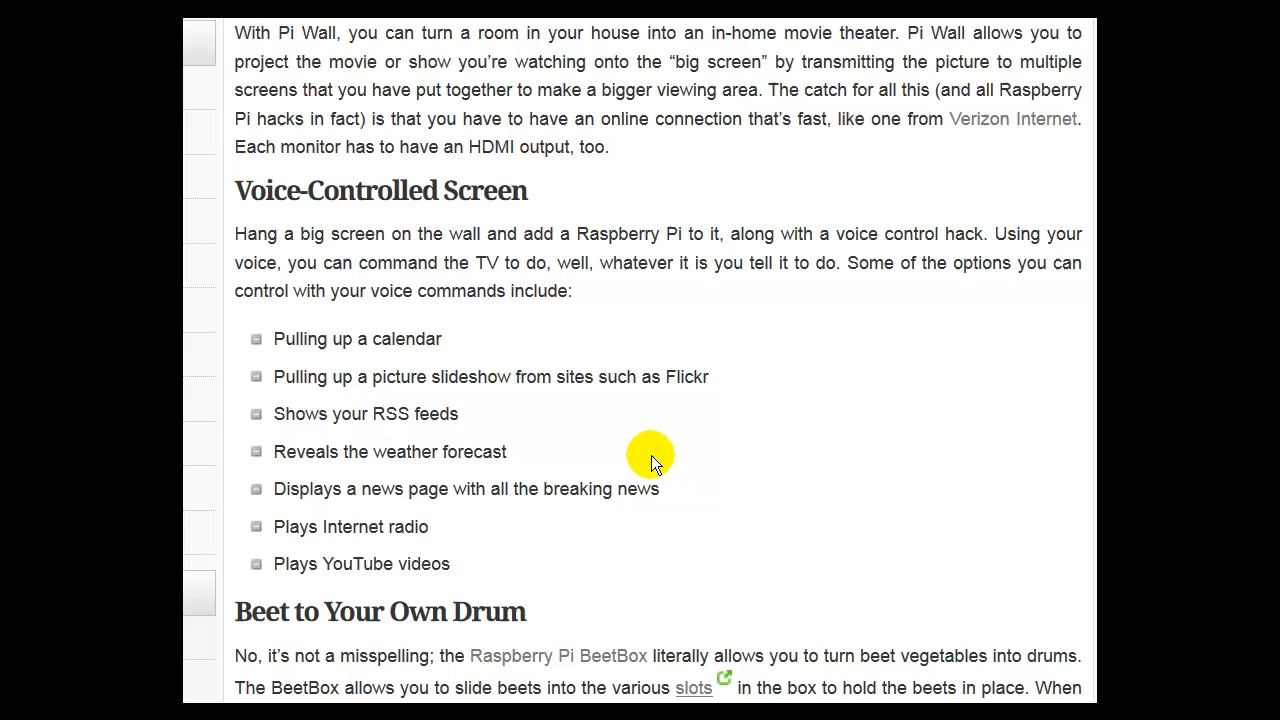 With Pi Wall, you can turn a room in your house into an in-home movie theater. Pi Wall allows you to
project the movie or show you’re watching onto the “big screen” by transmitting the picture to multiple
screens that you have put together to make a bigger viewing area. The catch for all this (and all Raspberry
Pi hacks in fact) is that you have to have an online connection that’s fast, like one from Verizon Internet.
Each monitor has to have an HDMI output, too.
Voice-Controlled Screen
Hang a big screen on the wall and add a Raspberry Pi to it, along with a voice control hack. Using your
voice, you can command the TV to do, well, whatever it is you tell it to do. Some of the options you can
control with your voice commands include:
Pulling up a calendar
Pulling up a picture slideshow from sites such as Flickr
Shows your RSS feeds
Reveals the weather forecast
Displays a news page with all the breaking news
Plays Internet radio
Plays YouTube videos
Beet to Your Own Drum
No, it’s not a misspelling; the Raspberry Pi BeetBox literally allows you to turn beet vegetables into drums.
The BeetBox allows you to slide beets into the various slots in the box to hold the beets in place. When